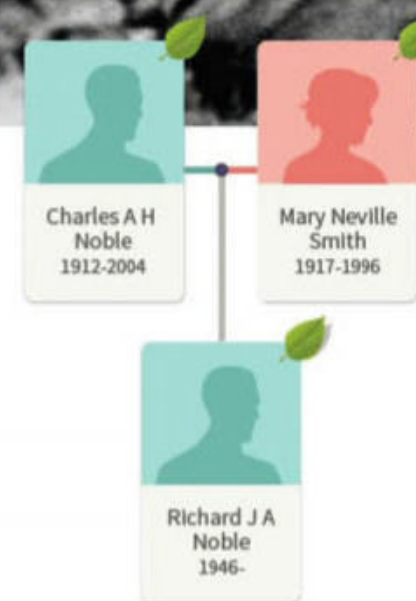 Charles A H
Noble
1912-2004
Mary Neville
Smith
1917-1996
Richard J A
Noble
1946-